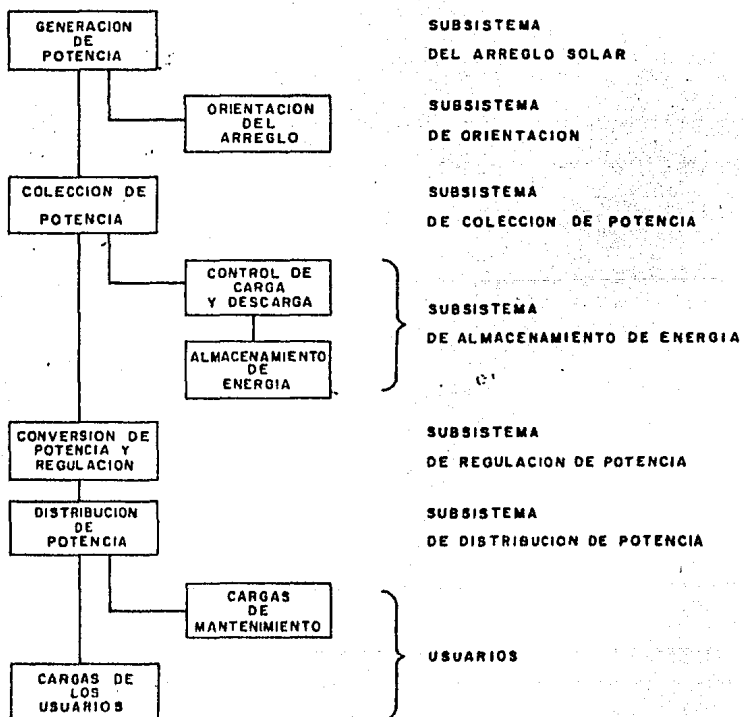 GENERACION
DE
POTENCIA
SUBSISTEMA
DEL ARREGLO SOLAR
ORIENTACION
DEL
ARREGLO
SUBSISTEMA
DE ORIENTACION
COLECCION DE
POTENCIA
SUBSISTEMA
DE COLECCION DE POTENCIA
CONTROL DE
CARGA
Y DESCARGA
ALMACENAMIENTO
DE
ENERGIA
SUBSISTEMA
DE ALMACENAMIENTO DE ENERGIA
CONVERSION DE
POTENCIA Y
REGULACION
SUBSISTEMA
DE REGULACION DE POTENCIA
DISTRIBUCION
DE
POTENCIA
SUBSISTEMA
DE DISTRIBUCION DE POTENCIA
CARGAS
DE
MANTENIMIENTO
USUARIOS
CARGAS DE
LOS
USUARIOS